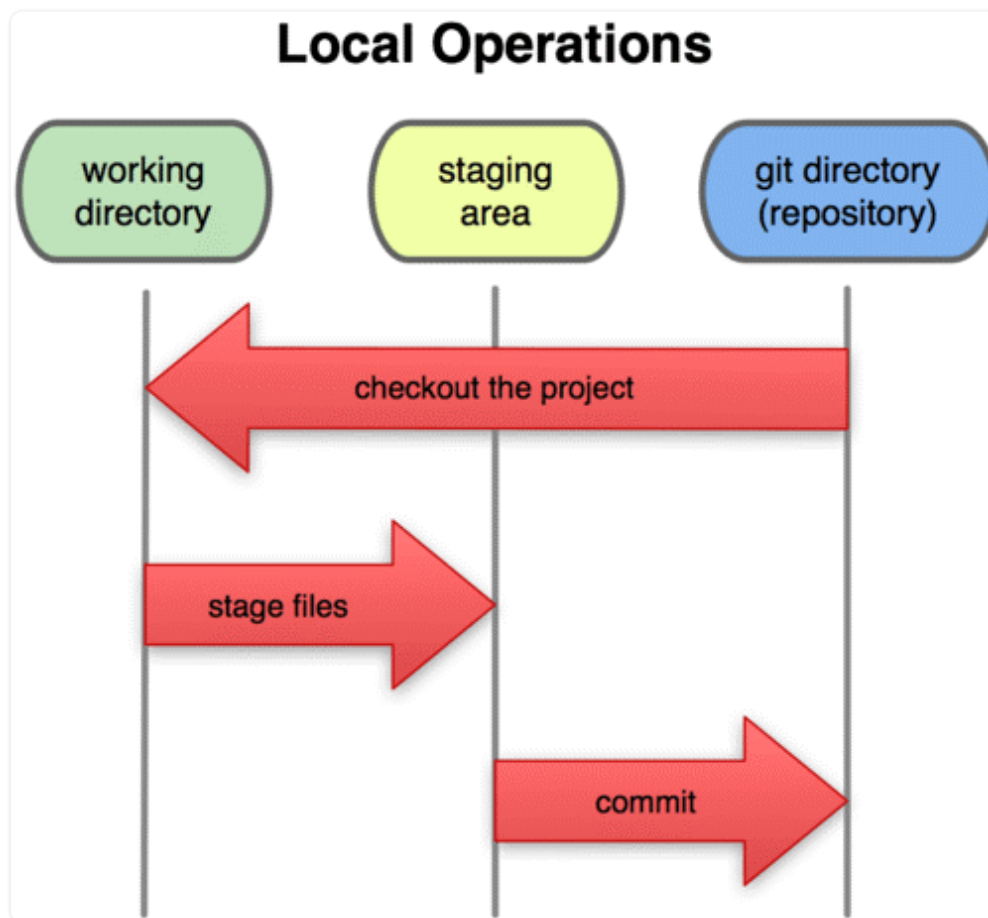 Local Operations
working
directory
staging
area
git directory
(repository)
checkout the project
stage files
commit